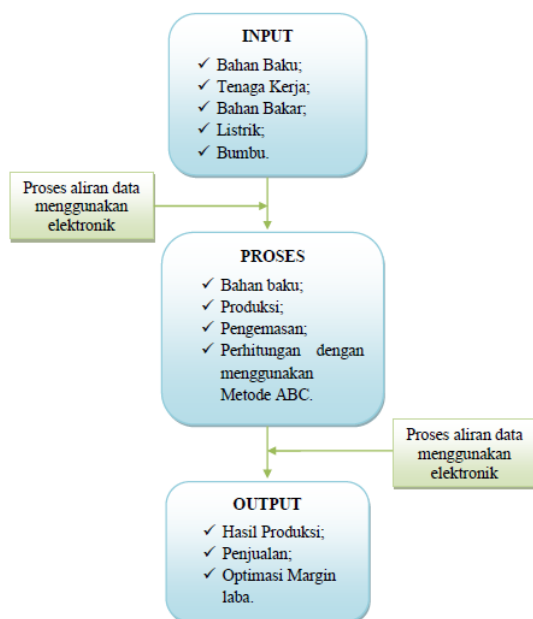 INPUT
✓ Bahan Baku;
✓ Tenaga Kerja;
✓ Bahan Bakar;
✓ Listrik;
✓ Bumbu.
Proses aliran data
menggunakan
elektronik
PROSES
✓ Bahan baku;
✓ Produksi;
✓ Pengemasan;
✓ Perhitungan dengan
menggunakan
Metode ABC.
Proses aliran data
menggunakan
elektronik
OUTPUT
✓ Hasil Produksi;
✓ Penjualan;
✓ Optimasi Margin
laba.